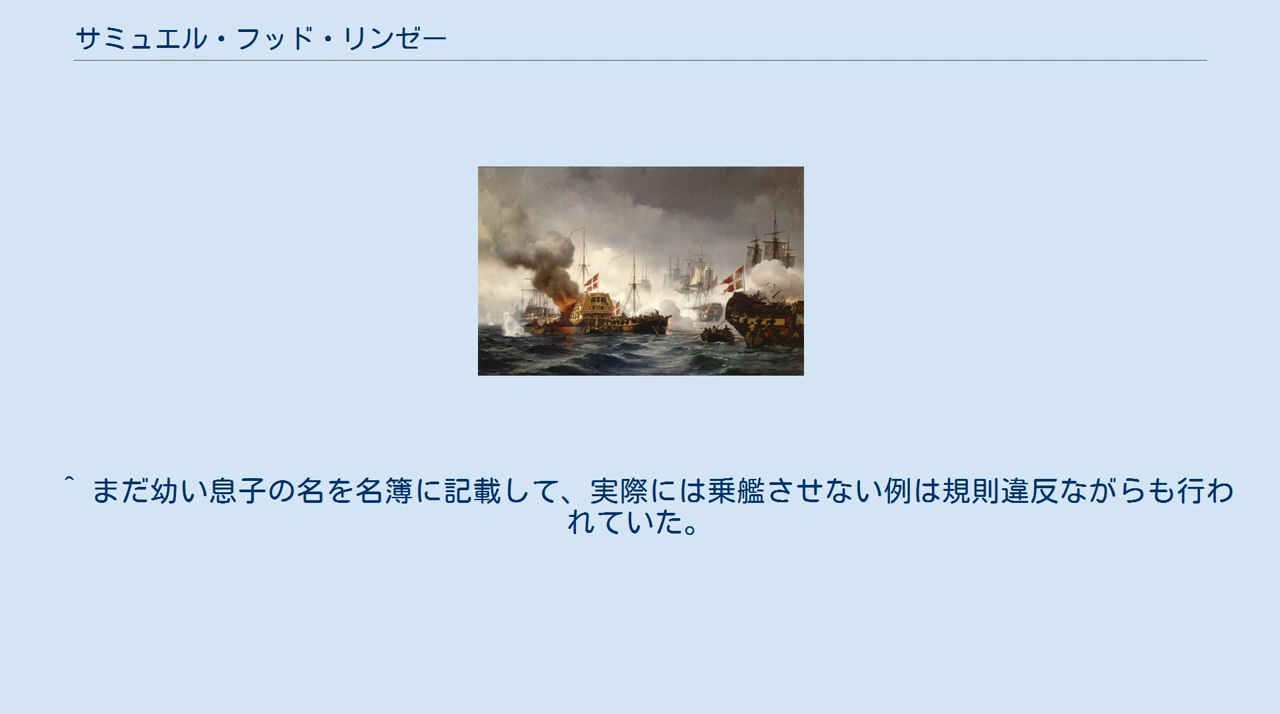 サミュエル・フッド・リンゼー
^ まだ幼い息子の名を名簿に記載して、実際には乗艦させない例は規則違反ながらも行わ
れていた。